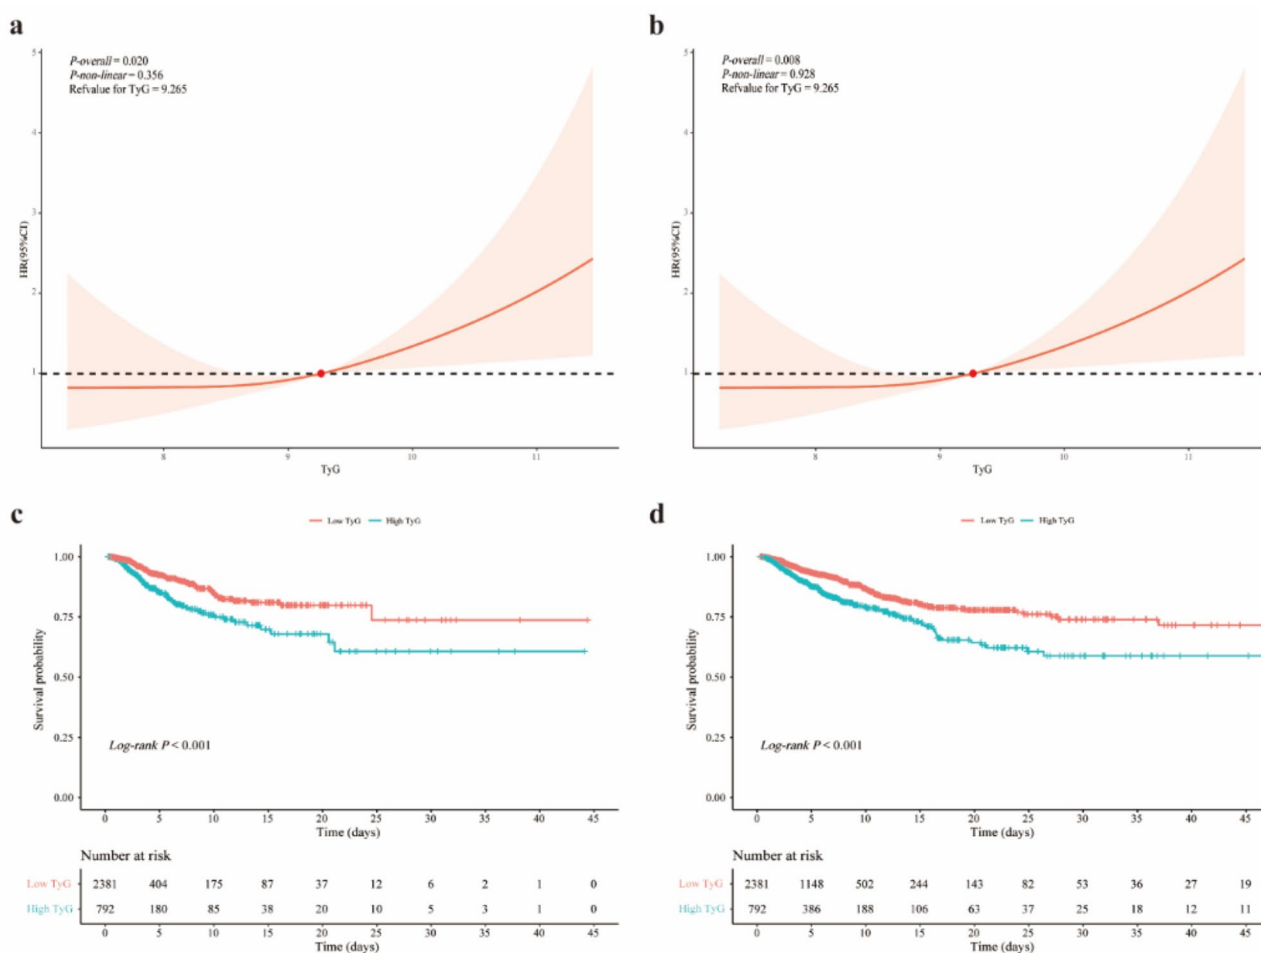 a
P-overall = 0.020
P-non-linear = 0.356
Refvalue for TyG = 9.265
HR(95%CI)
5
4
3
2
1
8 9 10 11
TyG
b
P-overall = 0.008
P-non-linear = 0.928
Refvalue for TyG = 9.265
HR(95%CI)
5
4
3
2
1
8 9 10 11
TyG
c
Low TyG High TyG
Survival probability
1.00
0.75
0.50
0.25
0.00
Log-rank P < 0.001
0 5 10 15 20 25 30 35 40 45
Time (days)
Number at risk
Low TyG 2381 404 175 87 37 12 6 2 1 0
High TyG 792 180 85 38 20 10 5 3 1 0
0 5 10 15 20 25 30 35 40 45
Time (days)
d
Low TyG High TyG
Survival probability
1.00
0.75
0.50
0.25
0.00
Log-rank P < 0.001
0 5 10 15 20 25 30 35 40 45
Time (days)
Number at risk
Low TyG 2381 1148 502 244 143 82 53 36 27 19
High TyG 792 386 188 106 63 37 25 18 12 11
0 5 10 15 20 25 30 35 40 45
Time (days)